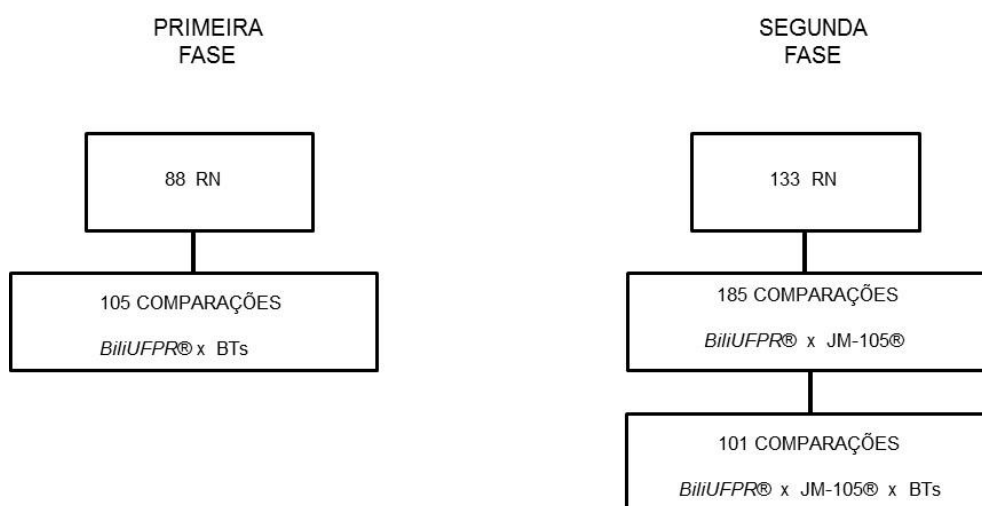 PRIMEIRA
FASE
88 RN
105 COMPARAÇÕES
BiliUFPR® x BTs
SEGUNDA
FASE
133 RN
185 COMPARAÇÕES
BiliUFPR® x JM-105®
101 COMPARAÇÕES
BiliUFPR® x JM-105® x BTs